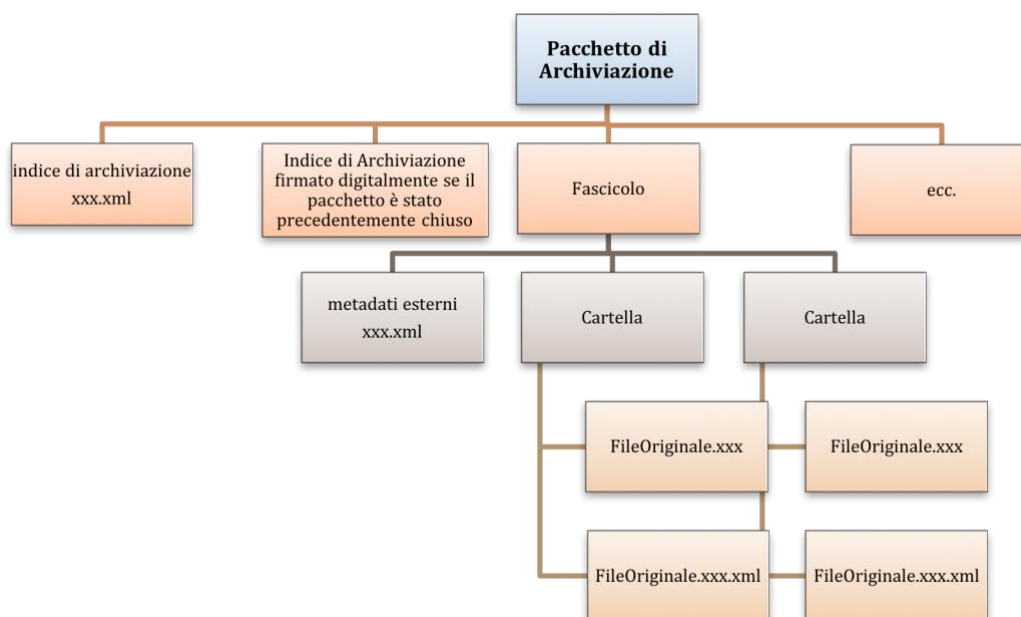 Pacchetto di
Archiviazione
indice di archiviazione
xxx.xml
Indice di Archiviazione
firmato digitalmente se il
pacchetto è stato
precedentemente chiuso
Fascicolo
ecc.
metadati esterni
xxx.xml
Cartella
Cartella
FileOriginale.xxx
FileOriginale.xxx
FileOriginale.xxx.xml
FileOriginale.xxx.xml